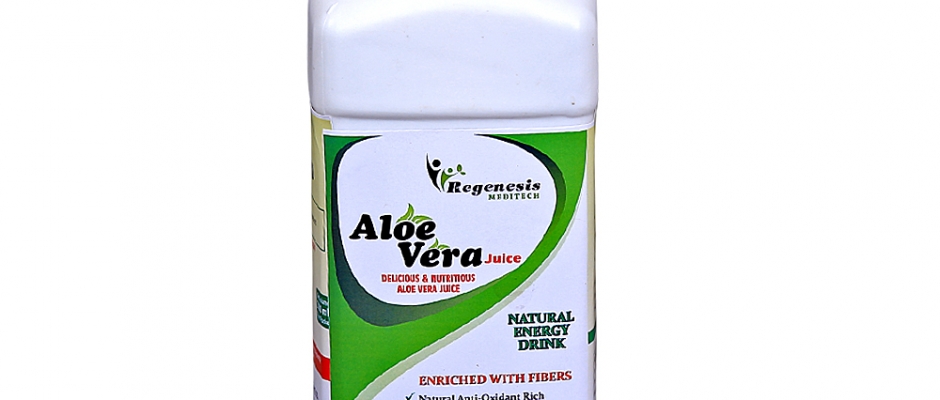 Regenesis
MEDITECH
Aloe
Vera Juice
DELICIOUS & NUTRITIOUS
ALOE VERA JUICE
NATURAL
ENERGY
DRINK
ENRICHED WITH FIBERS
✓ Natural Anti-Oxidant Rich